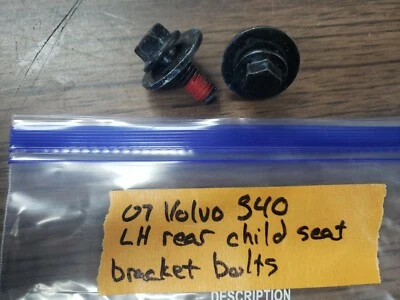 07 Volvo S40
LH rear child seat
bracket bolts
DESCRIPTION